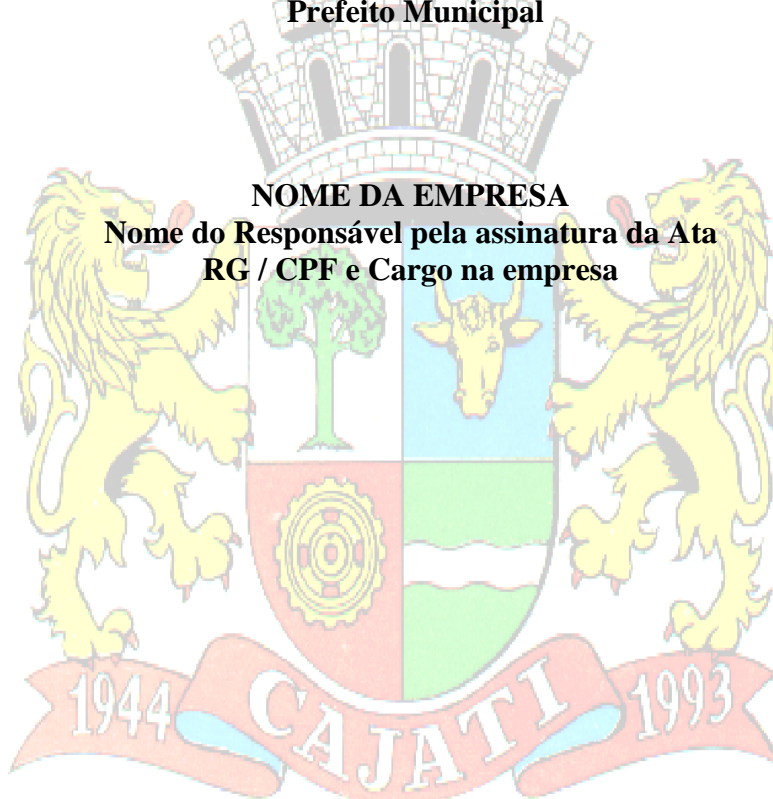 Prefeito Municipal
NOME DA EMPRESA
Nome do Responsável pela assinatura da Ata
RG / CPF e Cargo na empresa
1944 CAJATI 1993